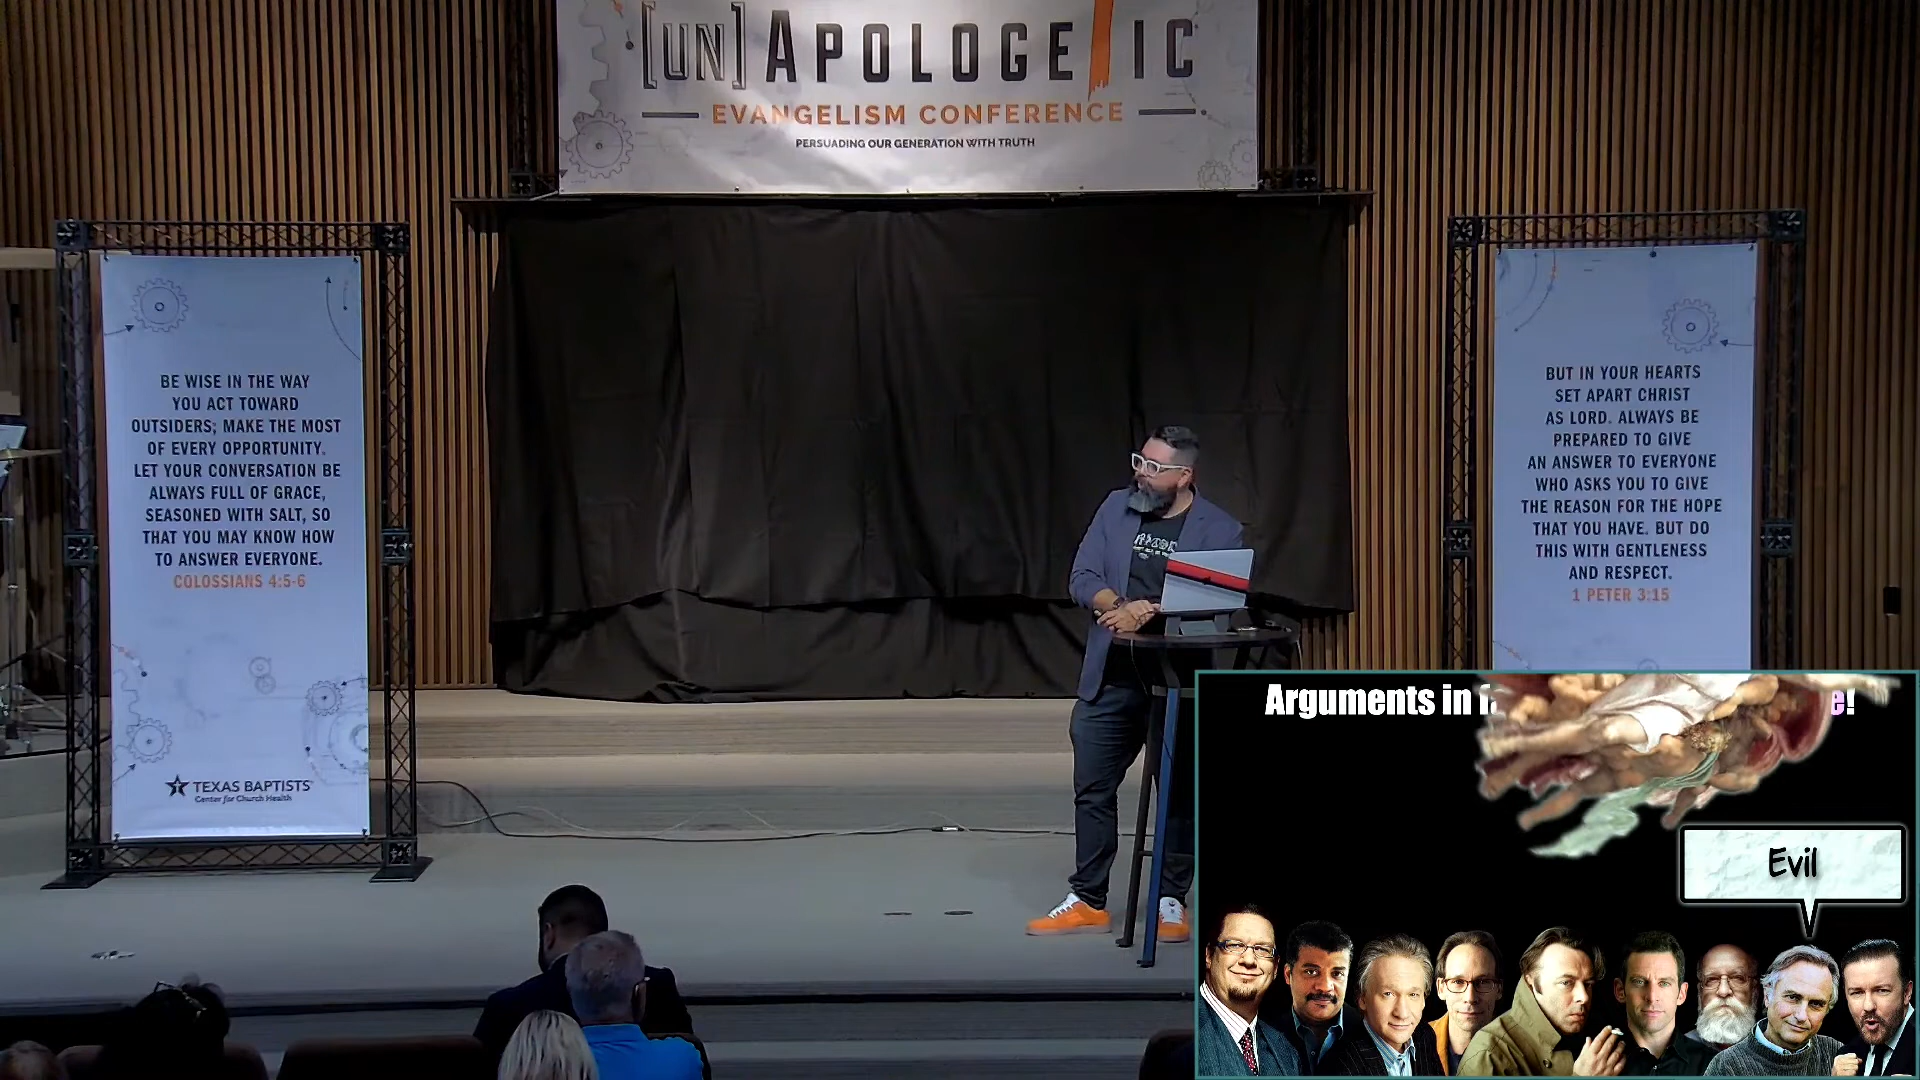 [UN]APOLOGETIC
EVANGELISM CONFERENCE
PERSUADING OUR GENERATION WITH TRUTH
BE WISE IN THE WAY
YOU ACT TOWARD
OUTSIDERS; MAKE THE MOST
OF EVERY OPPORTUNITY.
LET YOUR CONVERSATION BE
ALWAYS FULL OF GRACE,
SEASONED WITH SALT, SO
THAT YOU MAY KNOW HOW
TO ANSWER EVERYONE.
COLOSSIANS 4:5-6
TEXAS BAPTISTS
Center for Church Health
BUT IN YOUR HEARTS
SET APART CHRIST
AS LORD. ALWAYS BE
PREPARED TO GIVE
AN ANSWER TO EVERYONE
WHO ASKS YOU TO GIVE
THE REASON FOR THE HOPE
THAT YOU HAVE. BUT DO
THIS WITH GENTLENESS
AND RESPECT.
1 PETER 3:15
Arguments in
Evil